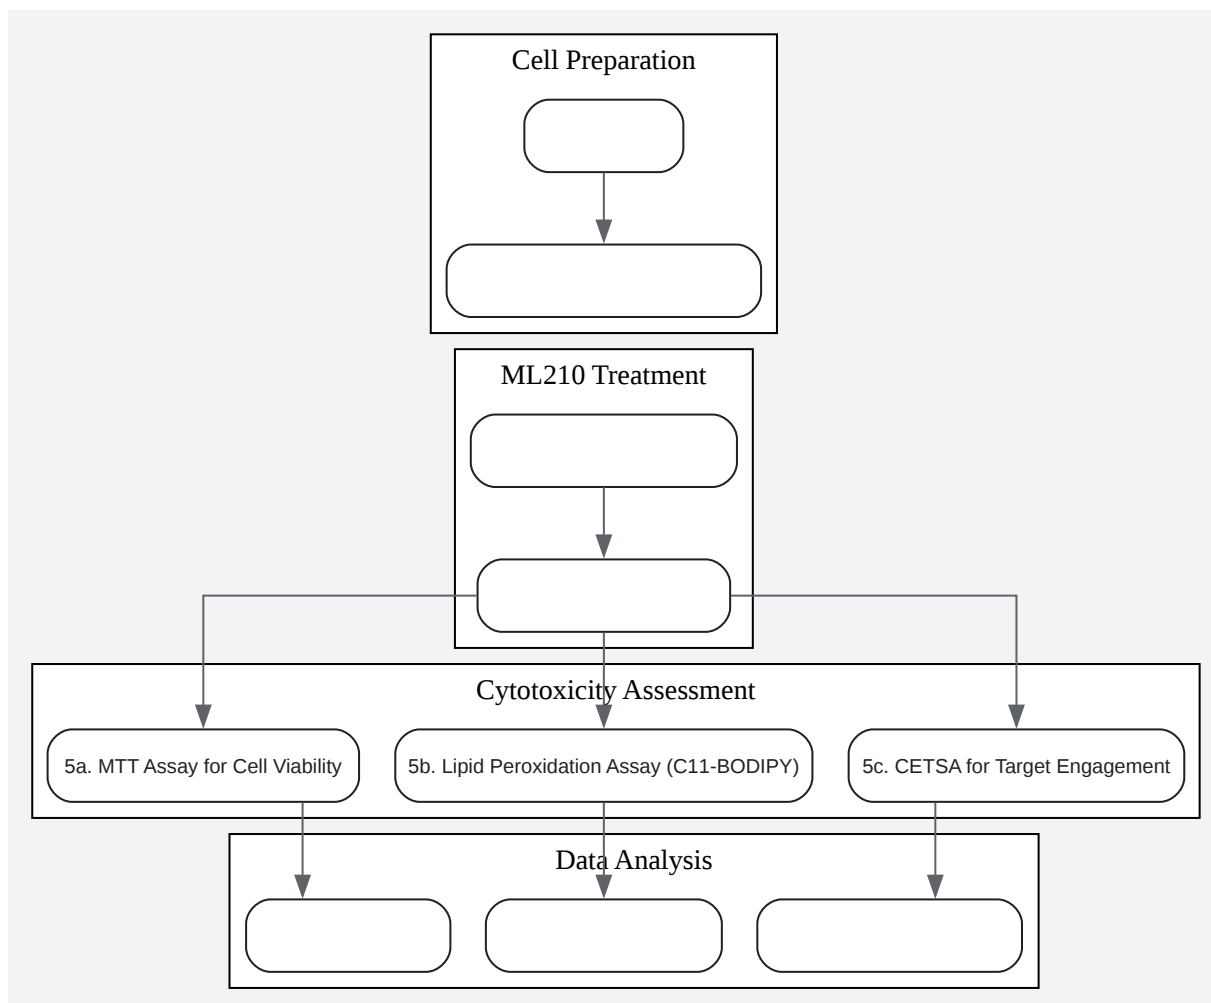 Cell Preparation
ML210 Treatment
Cytotoxicity Assessment
5a. MTT Assay for Cell Viability
5b. Lipid Peroxidation Assay (C11-BODIPY)
5c. CETSA for Target Engagement
Data Analysis